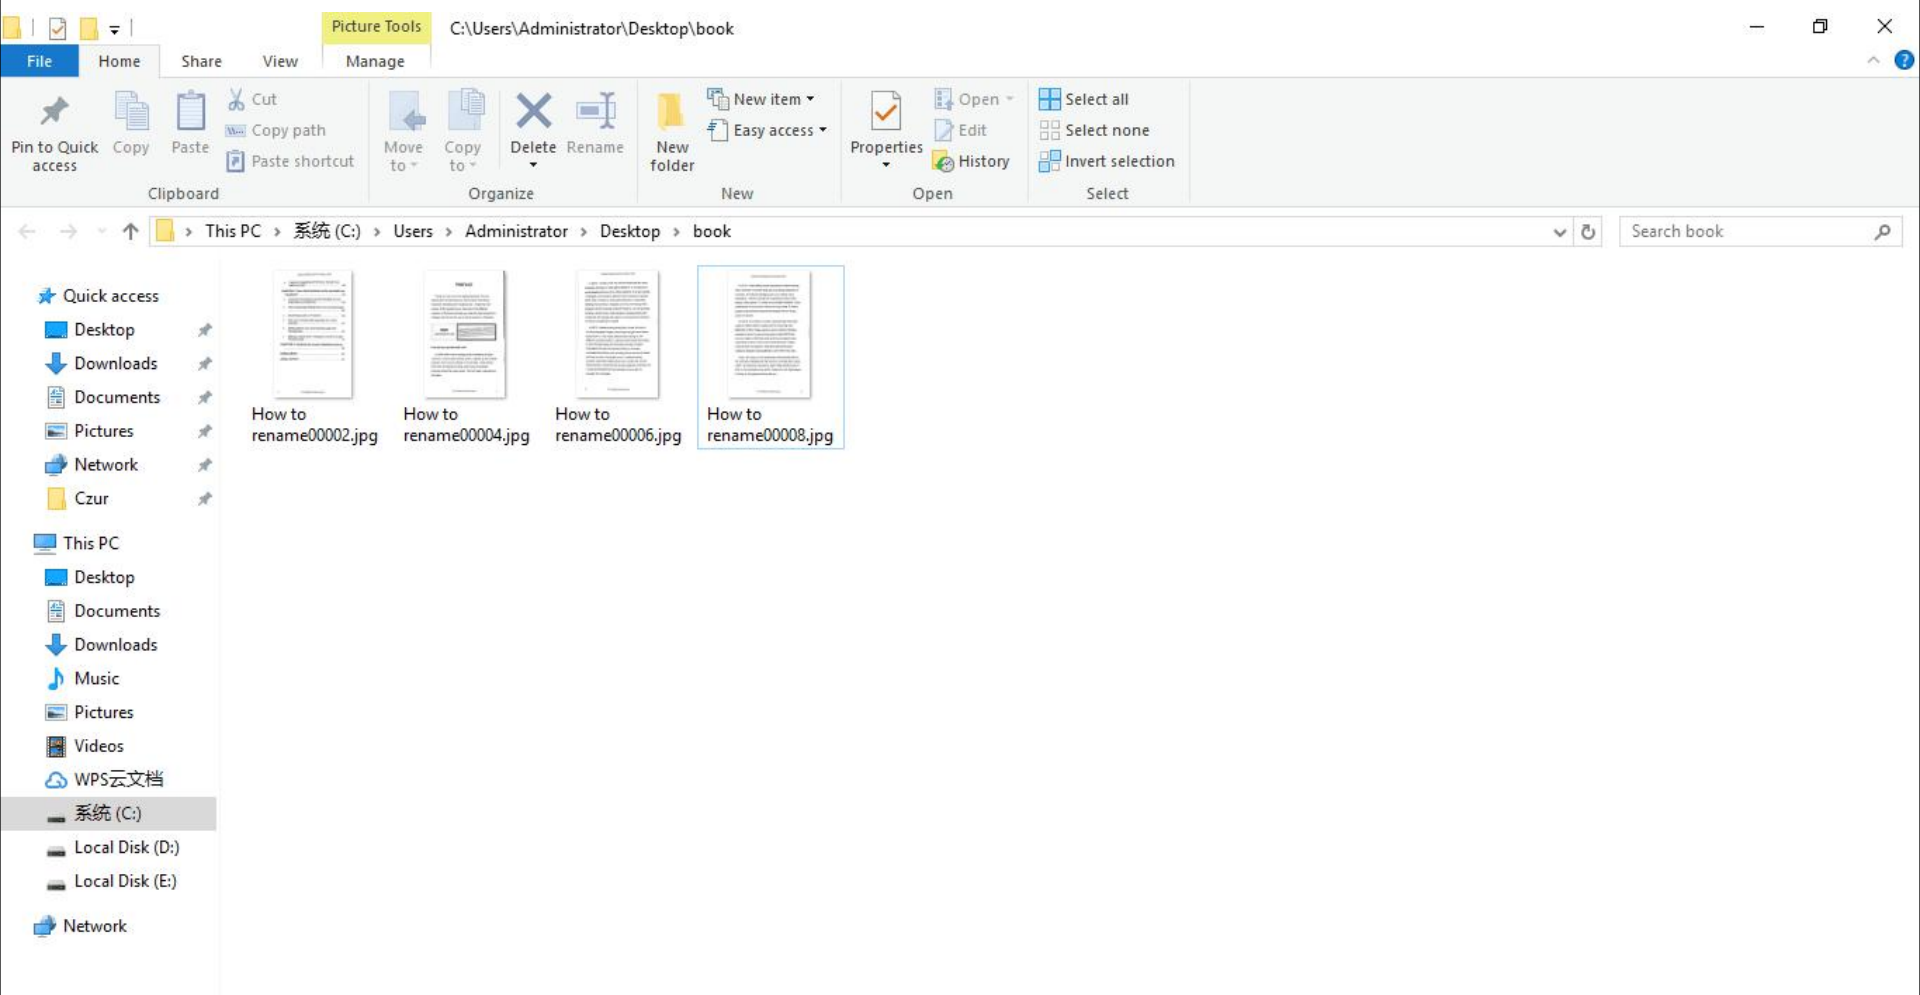 Picture Tools
C:\Users\Administrator\Desktop\book
File
Home
Share
View
Manage
Pin to Quick
access
Copy
Paste
Cut
Copy path
Paste shortcut
Clipboard
Move
to
Copy
to
Delete
Rename
Organize
New
folder
New item
Easy access
New
Properties
Open
Edit
History
Open
Select all
Select none
Invert selection
Select
This PC > 系统 (C:) > Users > Administrator > Desktop > book
Search book
Quick access
Desktop
Downloads
Documents
Pictures
Network
Czur
This PC
Desktop
Documents
Downloads
Music
Pictures
Videos
WPS云文档
系统 (C:)
Local Disk (D:)
Local Disk (E:)
Network
How to
rename00002.jpg
How to
rename00004.jpg
How to
rename00006.jpg
How to
rename00008.jpg